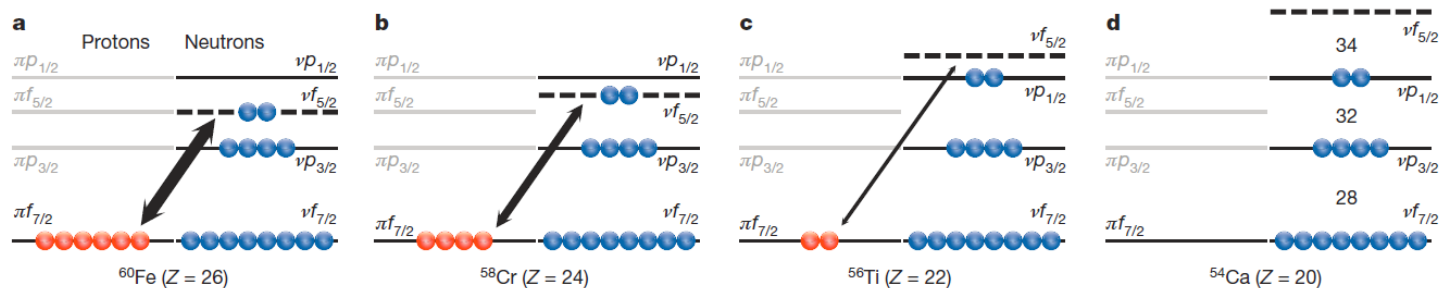 a
Protons
Neutrons
πp1/2
νp1/2
πf5/2
νf5/2
πp3/2
νp3/2
πf7/2
νf7/2
60Fe (Z = 26)
b
πp1/2
νp1/2
πf5/2
νf5/2
πp3/2
νp3/2
πf7/2
νf7/2
58Cr (Z = 24)
c
νf5/2
πp1/2
νp1/2
πf5/2
πp3/2
νp3/2
πf7/2
νf7/2
56Ti (Z = 22)
d
νf5/2
34
πp1/2
νp1/2
πf5/2
32
πp3/2
νp3/2
28
πf7/2
νf7/2
54Ca (Z = 20)